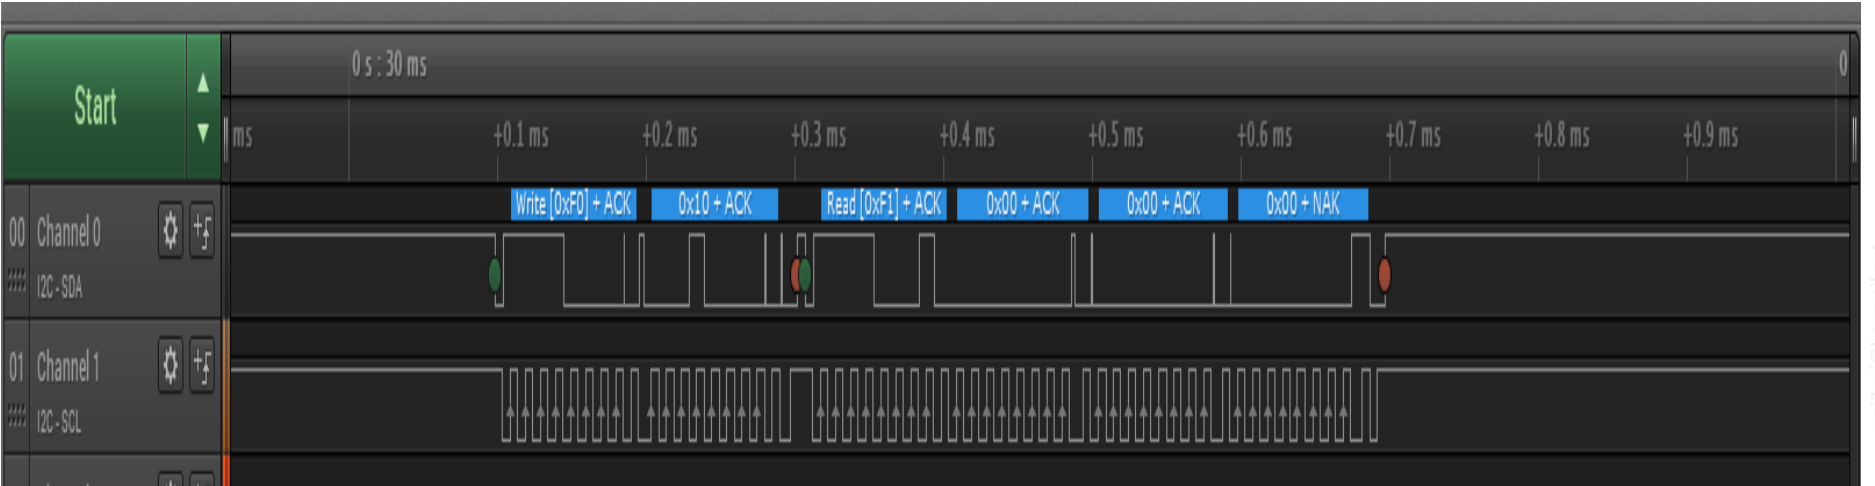 0 s : 30 ms
0
Start
ms
+0.1 ms
+0.2 ms
+0.3 ms
+0.4 ms
+0.5 ms
+0.6 ms
+0.7 ms
+0.8 ms
+0.9 ms
Write [0xF0] + ACK
0x10 + ACK
Read [0xF1] + ACK
0x00 + ACK
0x00 + ACK
0x00 + NAK
00 Channel 0
I2C - SDA
01 Channel 1
I2C - SCL